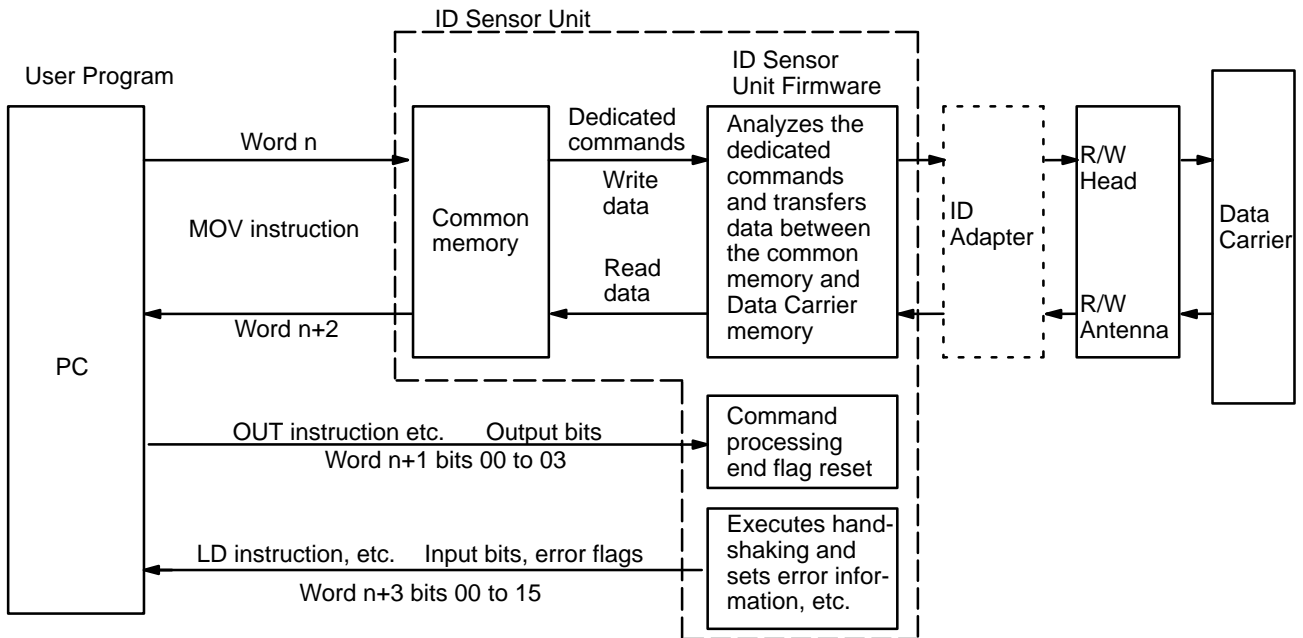 ID Sensor Unit
User Program
ID Sensor
Unit Firmware
Word n
MOV instruction
Word n+2
PC
Common
memory
Dedicated
commands
Write
data
Read
data
Analyzes the
dedicated
commands
and transfers
data between
the common
memory and
Data Carrier
memory
ID
Adapter
R/W
Head
R/W
Antenna
Data
Carrier
OUT instruction etc. Output bits
Word n+1 bits 00 to 03
Command
processing
end flag reset
LD instruction, etc. Input bits, error flags
Word n+3 bits 00 to 15
Executes hand-
shaking and
sets error infor-
mation, etc.